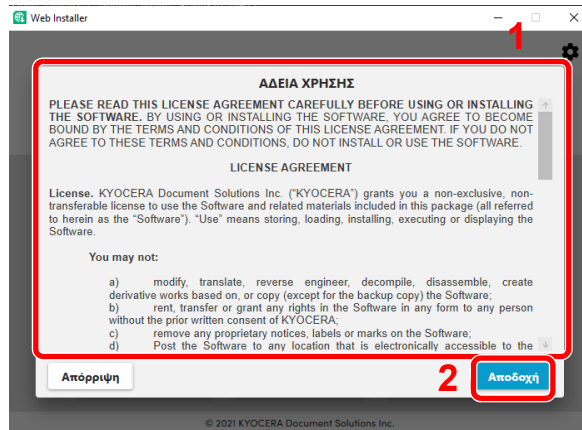 Web Installer
1
ΑΔΕΙΑ ΧΡΗΣΗΣ
PLEASE READ THIS LICENSE AGREEMENT CAREFULLY BEFORE USING OR INSTALLING
THE SOFTWARE. BY USING OR INSTALLING THE SOFTWARE, YOU AGREE TO BECOME
BOUND BY THE TERMS AND CONDITIONS OF THIS LICENSE AGREEMENT. IF YOU DO NOT
AGREE TO THESE TERMS AND CONDITIONS, DO NOT INSTALL OR USE THE SOFTWARE.
LICENSE AGREEMENT
License. KYOCERA Document Solutions Inc. (“KYOCERA”) grants you a non-exclusive, non-
transferable license to use the Software and related materials included in this package (all referred
to herein as the “Software”). “Use” means storing, loading, installing, executing or displaying the
Software.
You may not:
a) modify, translate, reverse engineer, decompile, disassemble, create
derivative works based on, or copy (except for the backup copy) the Software;
b) rent, transfer or grant any rights in the Software in any form to any person
without the prior written consent of KYOCERA;
c) remove any proprietary notices, labels or marks on the Software;
d) Post the Software to any location that is electronically accessible to the
Απόρριψη
2
Αποδοχή
© 2021 KYOCERA Document Solutions Inc.